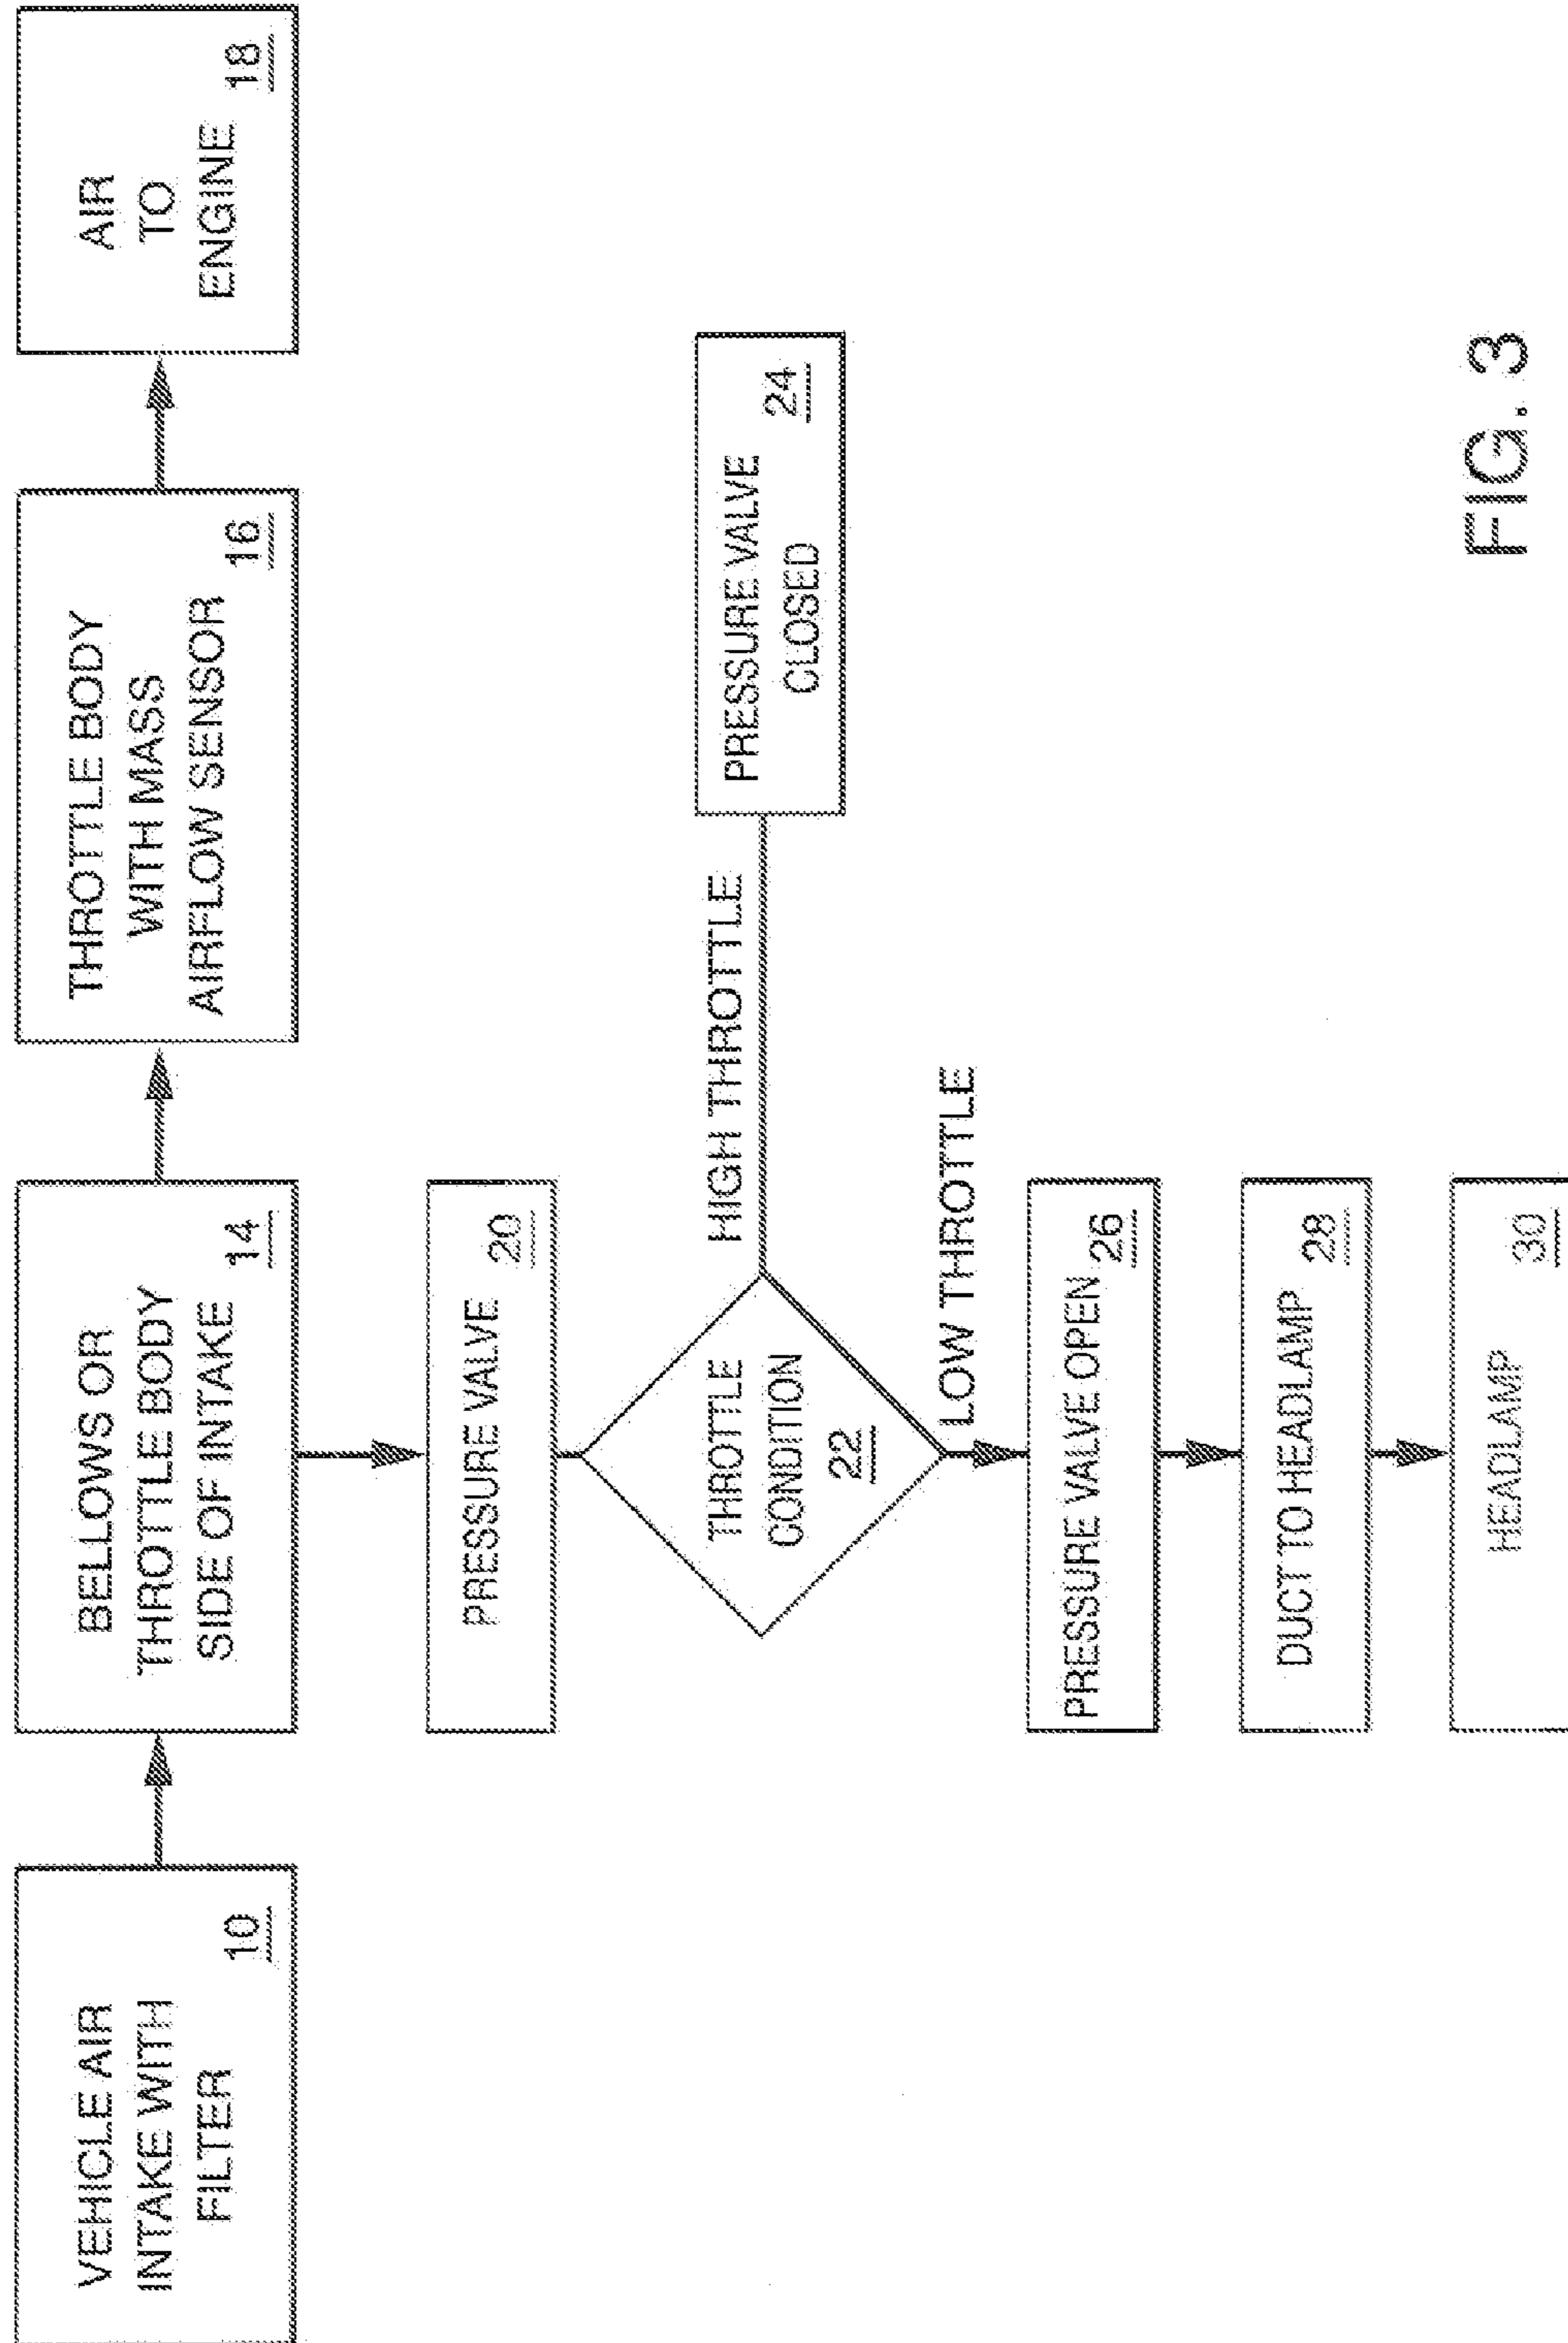 VEHICLE AIR
INTAKE WITH
FILTER
10
BELLOWS OR
THROTTLE BODY
SIDE OF INTAKE
14
THROTTLE BODY
WITH MASS
AIRFLOW SENSOR
16
AIR
TO
ENGINE
18
PRESSURE VALVE
20
THROTTLE
CONDITION
22
HIGH THROTTLE
PRESSURE VALVE
CLOSED
24
LOW THROTTLE
PRESSURE VALVE OPEN
26
DUCT TO HEADLAMP
28
HEADLAMP
30
FIG. 3